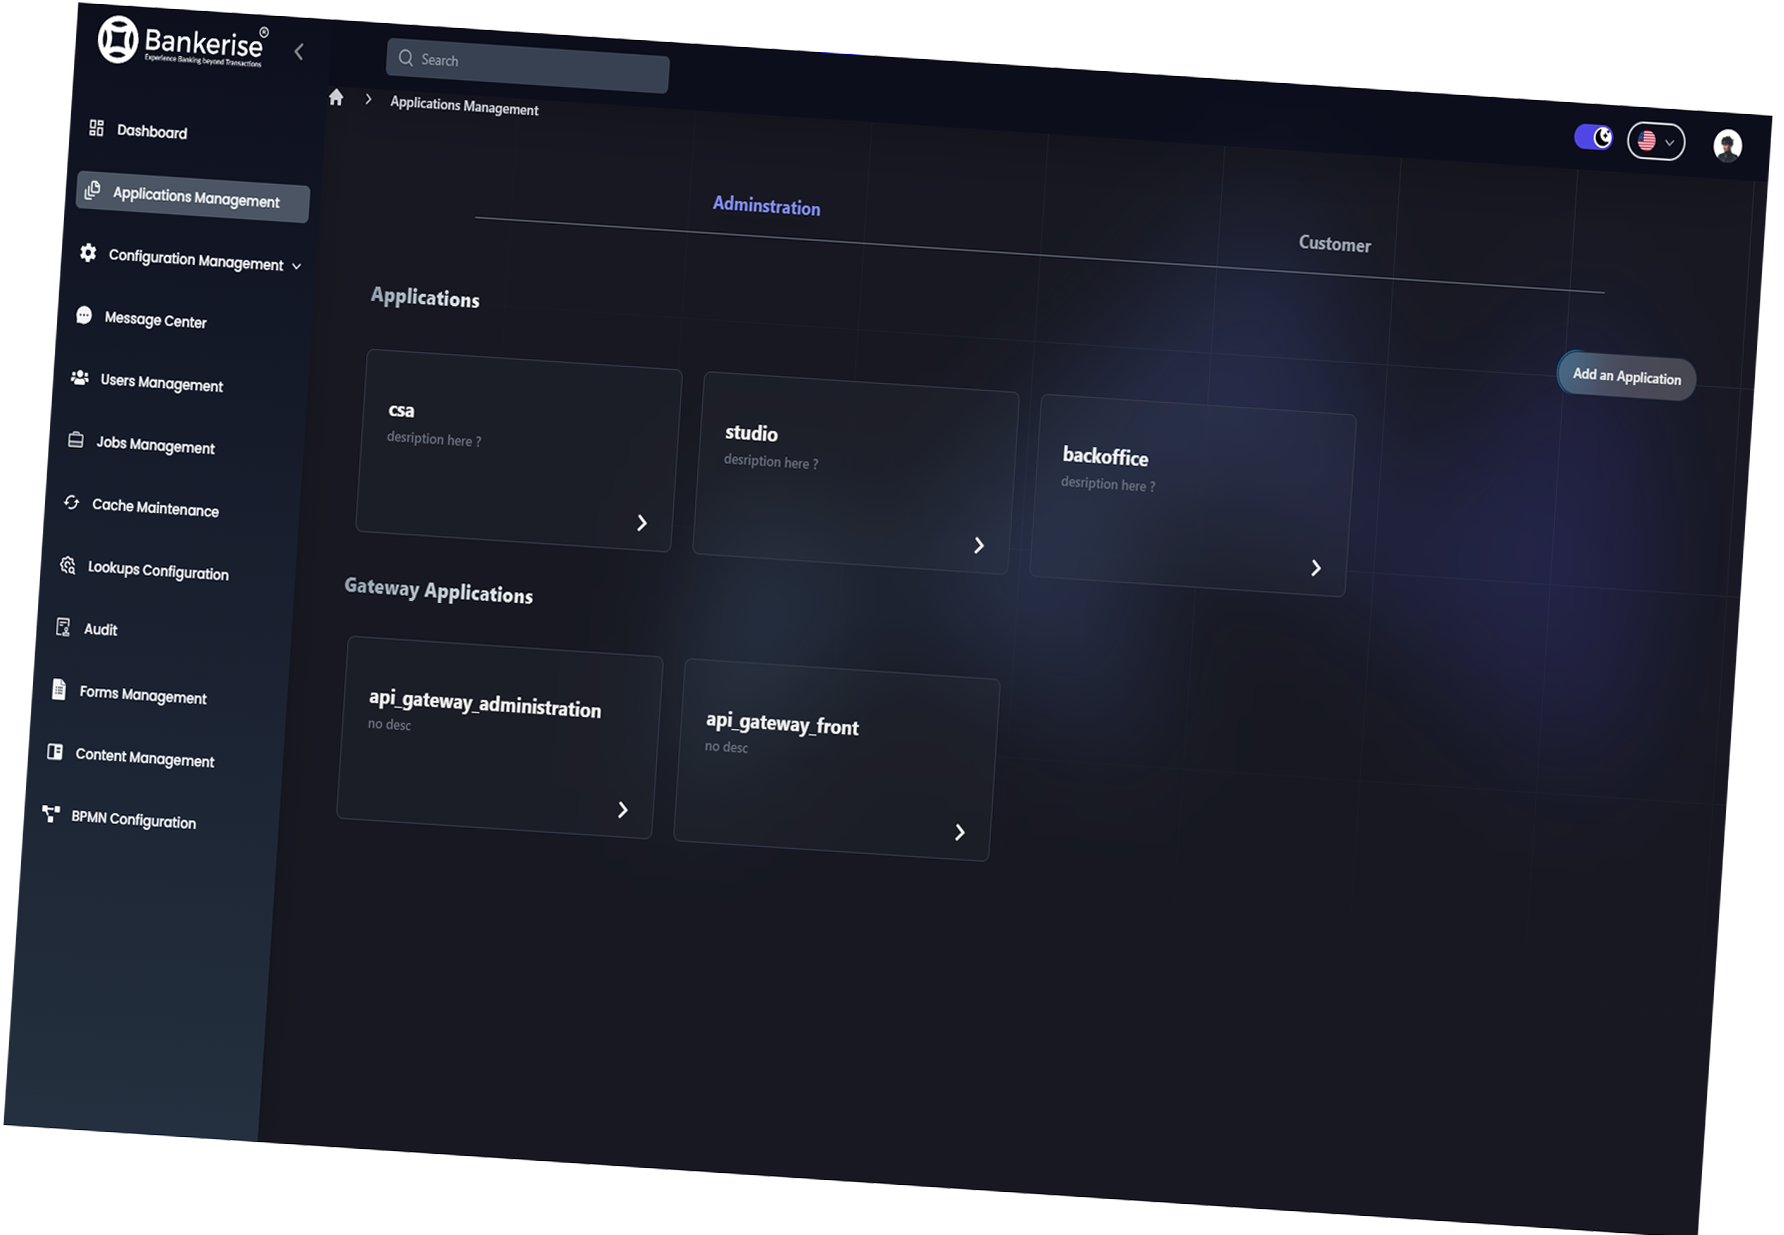 Bankerise®
Experience Banking beyond Transactions
Search
Applications Management
Dashboard
Applications Management
Configuration Management
Message Center
Users Management
Jobs Management
Cache Maintenance
Lookups Configuration
Audit
Forms Management
Content Management
BPMN Configuration
Adminstration
Customer
Applications
Add an Application
csa
desription here ?
studio
desription here ?
backoffice
desription here ?
Gateway Applications
api_gateway_administration
no desc
api_gateway_front
no desc